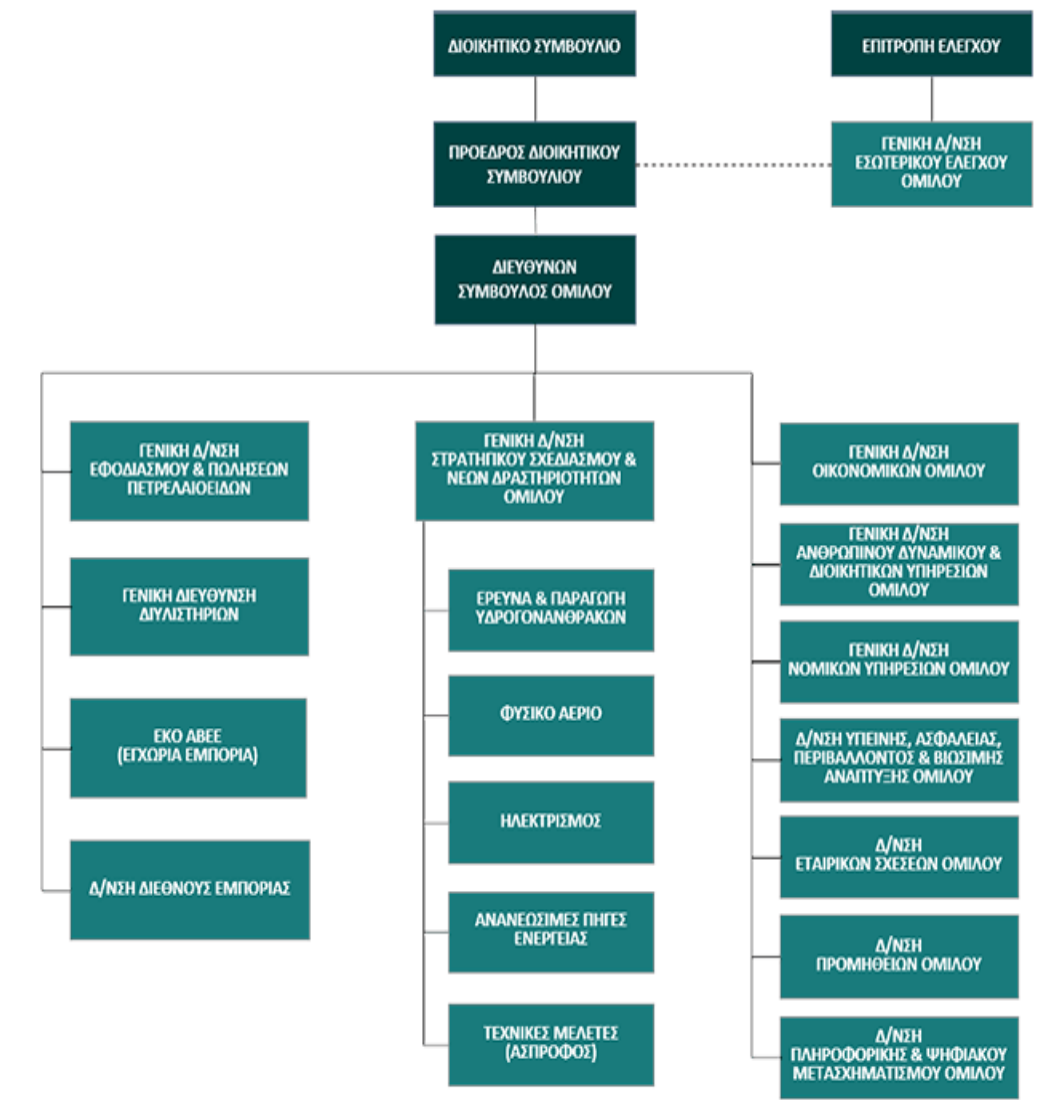 ΔΙΟΙΚΗΤΙΚΟ ΣΥΜΒΟΥΛΙΟ
ΕΠΙΤΡΟΠΗ ΕΛΕΓΧΟΥ
ΠΡΟΕΔΡΟΣ ΔΙΟΙΚΗΤΙΚΟΥ
ΣΥΜΒΟΥΛΙΟΥ
ΓΕΝΙΚΗ Δ/ΝΣΗ
ΕΣΩΤΕΡΙΚΟΥ ΕΛΕΓΧΟΥ
ΟΜΙΛΟΥ
ΔΙΕΥΘΥΝΩΝ
ΣΥΜΒΟΥΛΟΣ ΟΜΙΛΟΥ
ΓΕΝΙΚΗ Δ/ΝΣΗ
ΕΦΟΔΙΑΣΜΟΥ & ΠΩΛΗΣΕΩΝ
ΠΕΤΡΕΛΑΙΟΕΙΔΩΝ
ΓΕΝΙΚΗ ΔΙΕΥΘΥΝΣΗ
ΔΙΥΛΙΣΤΗΡΙΩΝ
ΕΚΟ ΑΒΕΕ
(ΕΓΧΩΡΙΑ ΕΜΠΟΡΙΑ)
Δ/ΝΣΗ ΔΙΕΘΝΟΥΣ ΕΜΠΟΡΙΑΣ
ΓΕΝΙΚΗ Δ/ΝΣΗ
ΣΤΡΑΤΗΓΙΚΟΥ ΣΧΕΔΙΑΣΜΟΥ &
ΝΕΩΝ ΔΡΑΣΤΗΡΙΟΤΗΤΩΝ
ΟΜΙΛΟΥ
ΕΡΕΥΝΑ & ΠΑΡΑΓΩΓΗ
ΥΔΡΟΓΟΝΑΝΘΡΑΚΩΝ
ΦΥΣΙΚΟ ΑΕΡΙΟ
ΗΛΕΚΤΡΙΣΜΟΣ
ΑΝΑΝΕΩΣΙΜΕΣ ΠΗΓΕΣ
ΕΝΕΡΓΕΙΑΣ
ΤΕΧΝΙΚΕΣ ΜΕΛΕΤΕΣ
(ΑΣΠΡΟΦΟΣ)
ΓΕΝΙΚΗ Δ/ΝΣΗ
ΟΙΚΟΝΟΜΙΚΩΝ ΟΜΙΛΟΥ
ΓΕΝΙΚΗ Δ/ΝΣΗ
ΑΝΘΡΩΠΙΝΟΥ ΔΥΝΑΜΙΚΟΥ &
ΔΙΟΙΚΗΤΙΚΩΝ ΥΠΗΡΕΣΙΩΝ
ΟΜΙΛΟΥ
ΓΕΝΙΚΗ Δ/ΝΣΗ
ΝΟΜΙΚΩΝ ΥΠΗΡΕΣΙΩΝ ΟΜΙΛΟΥ
Δ/ΝΣΗ ΥΓΙΕΙΝΗΣ, ΑΣΦΑΛΕΙΑΣ,
ΠΕΡΙΒΑΛΛΟΝΤΟΣ & ΒΙΩΣΙΜΗΣ
ΑΝΑΠΤΥΞΗΣ ΟΜΙΛΟΥ
Δ/ΝΣΗ
ΕΤΑΙΡΙΚΩΝ ΣΧΕΣΕΩΝ ΟΜΙΛΟΥ
Δ/ΝΣΗ
ΠΡΟΜΗΘΕΙΩΝ ΟΜΙΛΟΥ
Δ/ΝΣΗ
ΠΛΗΡΟΦΟΡΙΚΗΣ & ΨΗΦΙΑΚΟΥ
ΜΕΤΑΣΧΗΜΑΤΙΣΜΟΥ ΟΜΙΛΟΥ